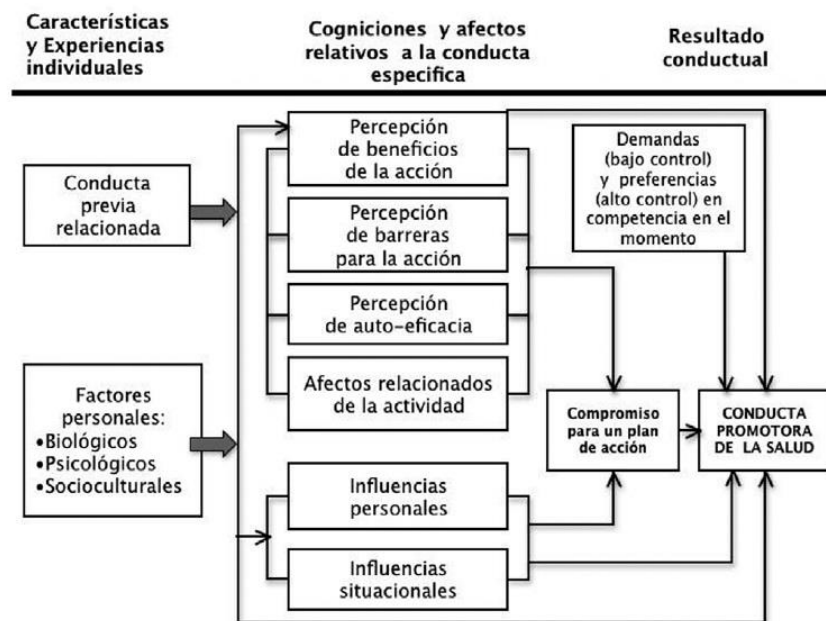 Características
y Experiencias
individuales
Cogniciones y afectos
relativos a la conducta
especifica
Resultado
conductual
Conducta
previa
relacionada
Factores
personales:
•Biológicos
•Psicológicos
•Socioculturales
Percepción
de beneficios
de la acción
Percepción
de barreras
para la acción
Percepción
de auto-eficacia
Afectos relacionados
de la actividad
Influencias
personales
Influencias
situacionales
Demandas
(bajo control)
y preferencias
(alto control) en
competencia en el
momento
Compromiso
para un plan
de acción
CONDUCTA
PROMOTORA
DE LA SALUD